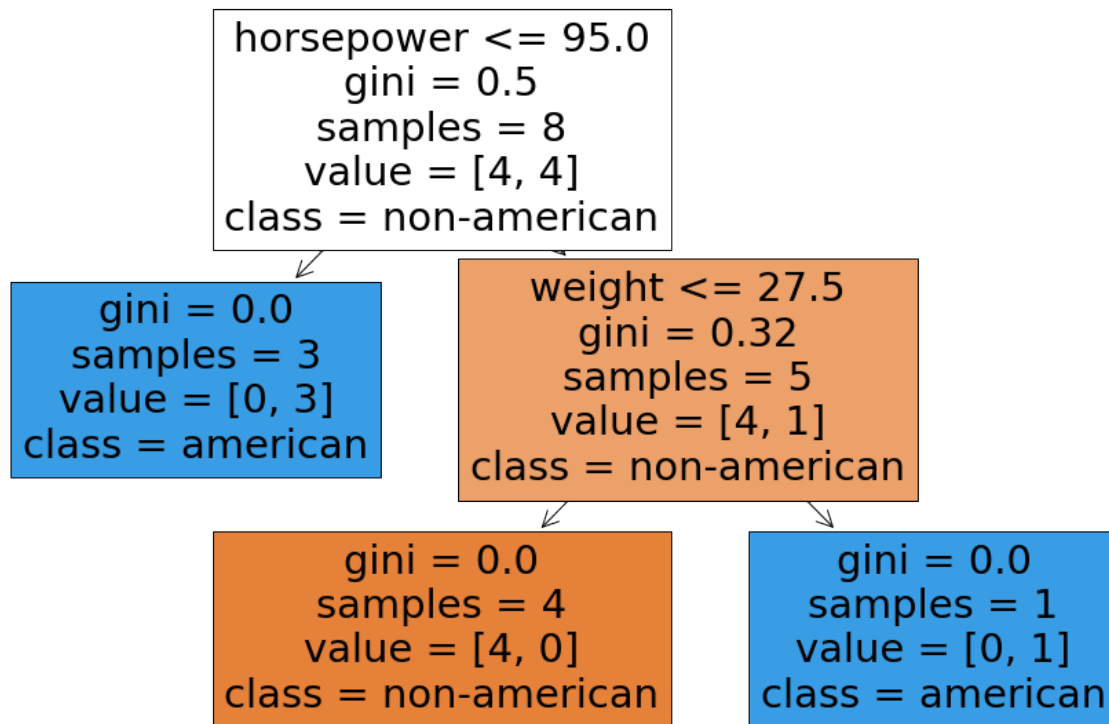 horsepower <= 95.0
gini = 0.5
samples = 8
value = [4, 4]
class = non-american
gini = 0.0
samples = 3
value = [0, 3]
class = american
weight <= 27.5
gini = 0.32
samples = 5
value = [4, 1]
class = non-american
gini = 0.0
samples = 4
value = [4, 0]
class = non-american
gini = 0.0
samples = 1
value = [0, 1]
class = american